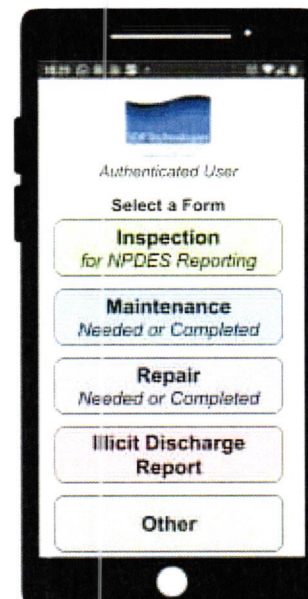 Authenticated User
Select a Form
Inspection
for NPDES Reporting
Maintenance
Needed or Completed
Repair
Needed or Completed
Illicit Discharge
Report
Other